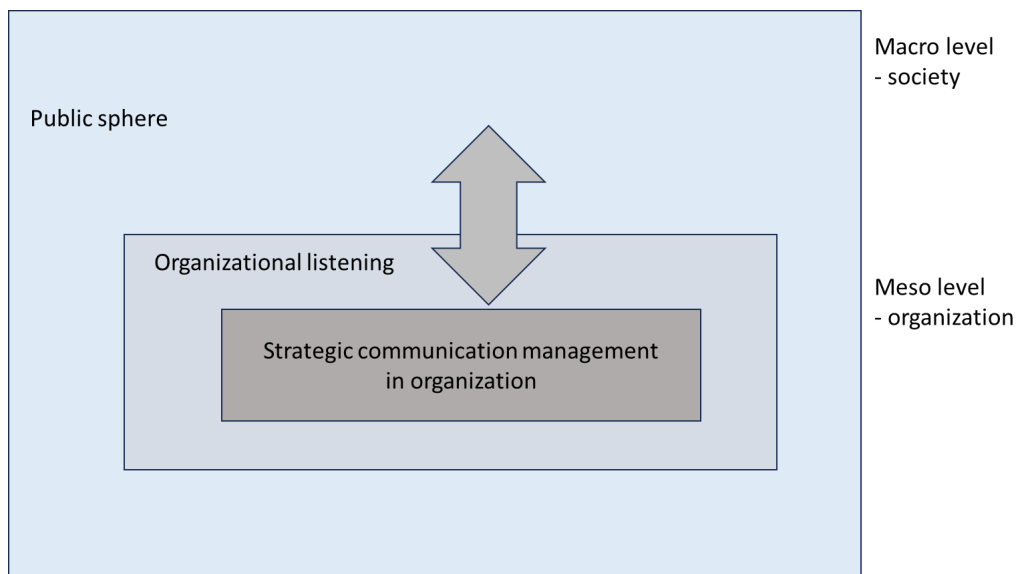 Macro level
- society
Public sphere
Organizational listening
Meso level
- organization
Strategic communication management
in organization